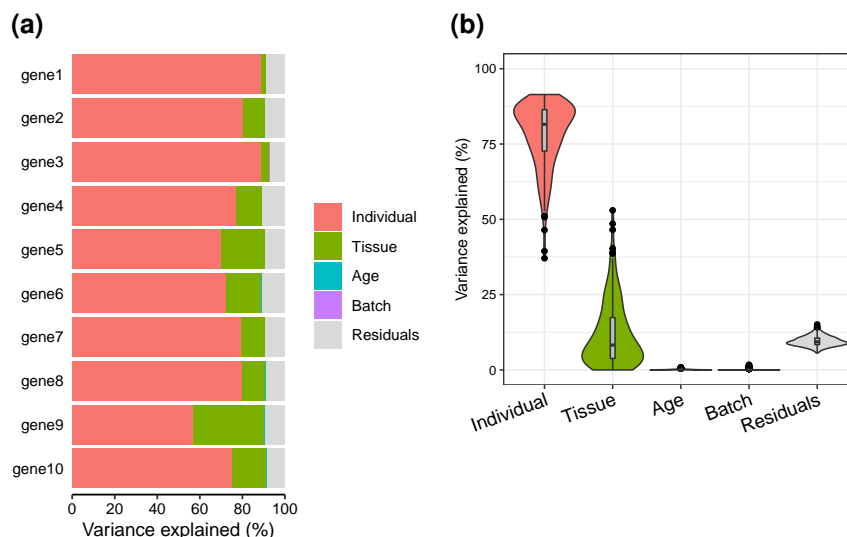 (a)
gene1
gene2
gene3
gene4
gene5
gene6
gene7
gene8
gene9
gene10
0 20 40 60 80 100
Variance explained (%)
Individual
Tissue
Age
Batch
Residuals
(b)
Variance explained (%)
100
75
50
25
0
Individual
Tissue
Age
Batch
Residuals